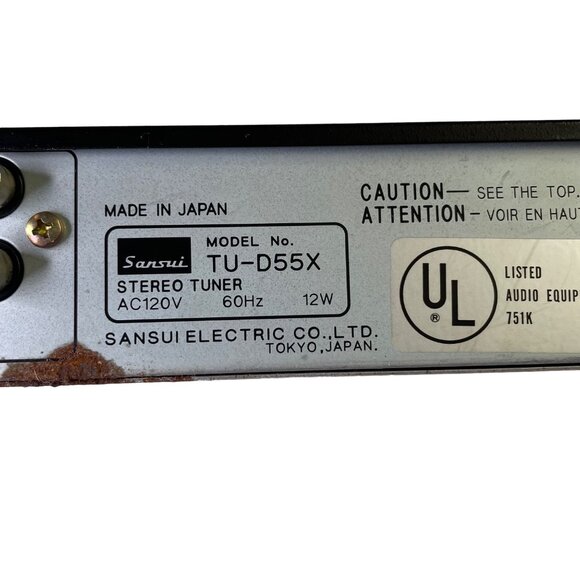 CAUTION— SEE THE TOP.
ATTENTION – VOIR EN HAUT
MADE IN JAPAN
Sansui
MODEL No.
TU-D55X
STEREO TUNER
AC120V 60Hz 12W
SANSUI ELECTRIC CO.,LTD.
TOKYO,JAPAN.
UL
®
LISTED
AUDIO EQUIP
751K